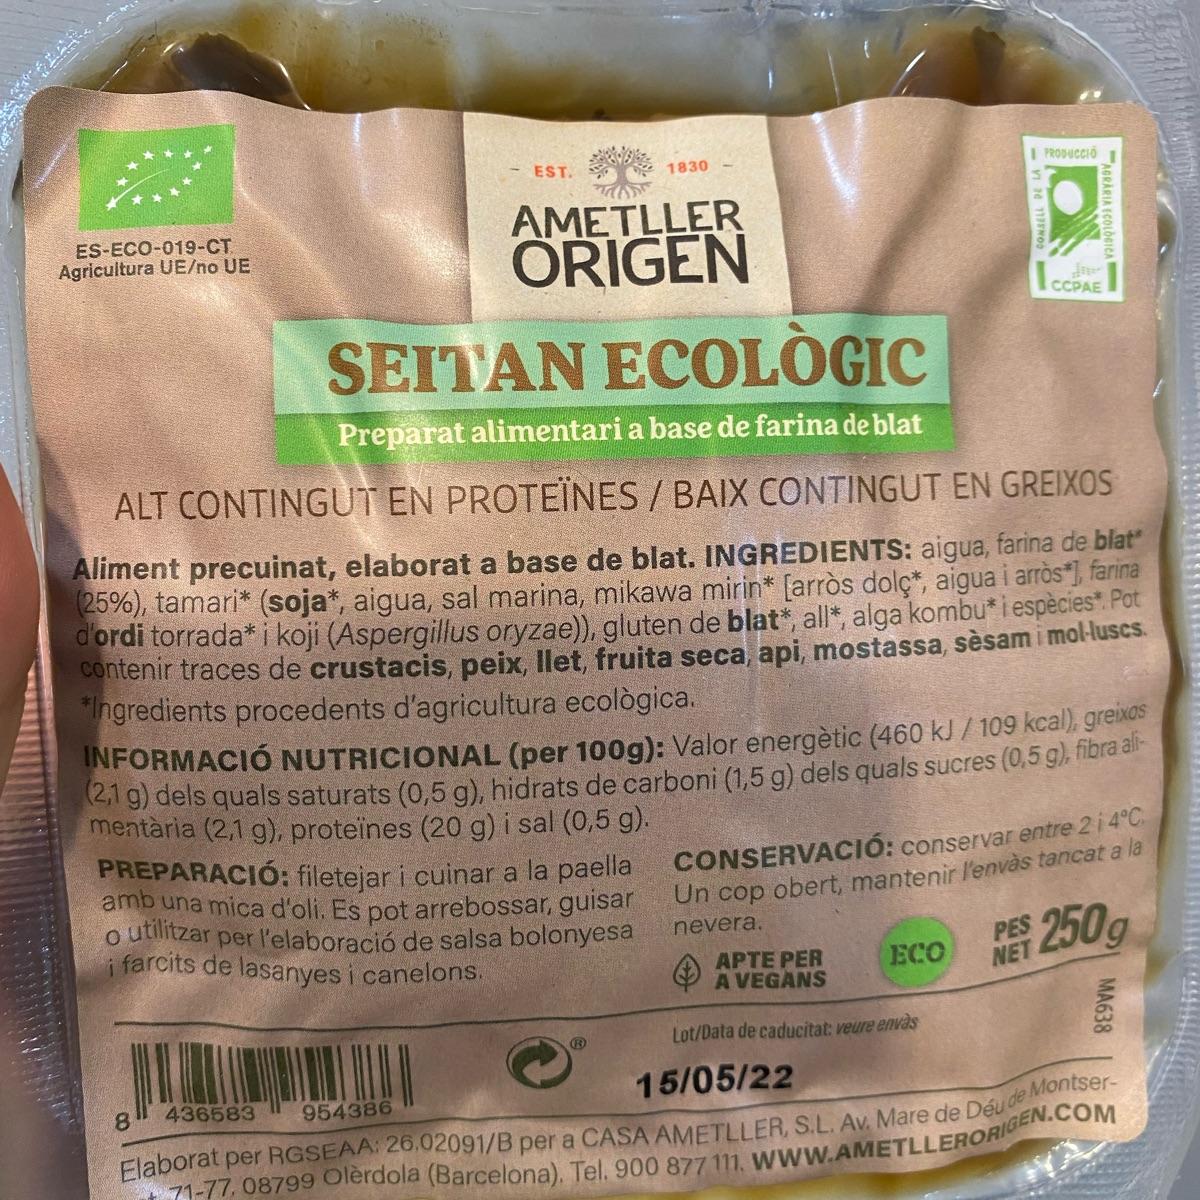 ES-ECO-019-CT
Agricultura UE/no UE
EST. 1830
AMETLLER
ORIGEN
CONSELL DE LA
PRODUCCIÓ
AGRÀRIA ECOLÒGICA
CCPAE
SEITAN ECOLÒGIC
Preparat alimentari a base de farina de blat
ALT CONTINGUT EN PROTEÏNES / BAIX CONTINGUT EN GREIXOS
Aliment precuinat, elaborat a base de blat. INGREDIENTS: aigua, farina de blat*
(25%), tamari* (soja*, aigua, sal marina, mikawa mirin* [arròs dolç*, aigua i arròs*], farina
d'ordi torrada* i koji (Aspergillus oryzae)), gluten de blat*, all*, alga kombu* i espècies*. Pot
contenir traces de crustacis, peix, llet, fruita seca, api, mostassa, sèsam i mol·luscs.
*Ingredients procedents d'agricultura ecològica.
INFORMACIÓ NUTRICIONAL (per 100g): Valor energètic (460 kJ / 109 kcal), greixos
(2,1 g) dels quals saturats (0,5 g), hidrats de carboni (1,5 g) dels quals sucres (0,5 g), fibra ali-
mentària (2,1 g), proteïnes (20 g) i sal (0,5 g).
PREPARACIÓ: filetejar i cuinar a la paella
amb una mica d'oli. Es pot arrebossar, guisar
o utilitzar per l'elaboració de salsa bolonyesa
i farcits de lasanyes i canelons.
CONSERVACIÓ: conservar entre 2 i 4ºC.
Un cop obert, mantenir l'envàs tancat a la
nevera.
APTE PER
A VEGANS
ECO
PES
NET 250g
MA638
Lot/Data de caducitat: veure envàs
15/05/22
®
8 436583 954386
Elaborat per RGSEAA: 26.02091/B per a CASA AMETLLER, S.L. Av. Mare de Déu de Montser-
71-77, 08799 Olèrdola (Barcelona), Tel. 900 877 111, WWW.AMETLLERORIGEN.COM